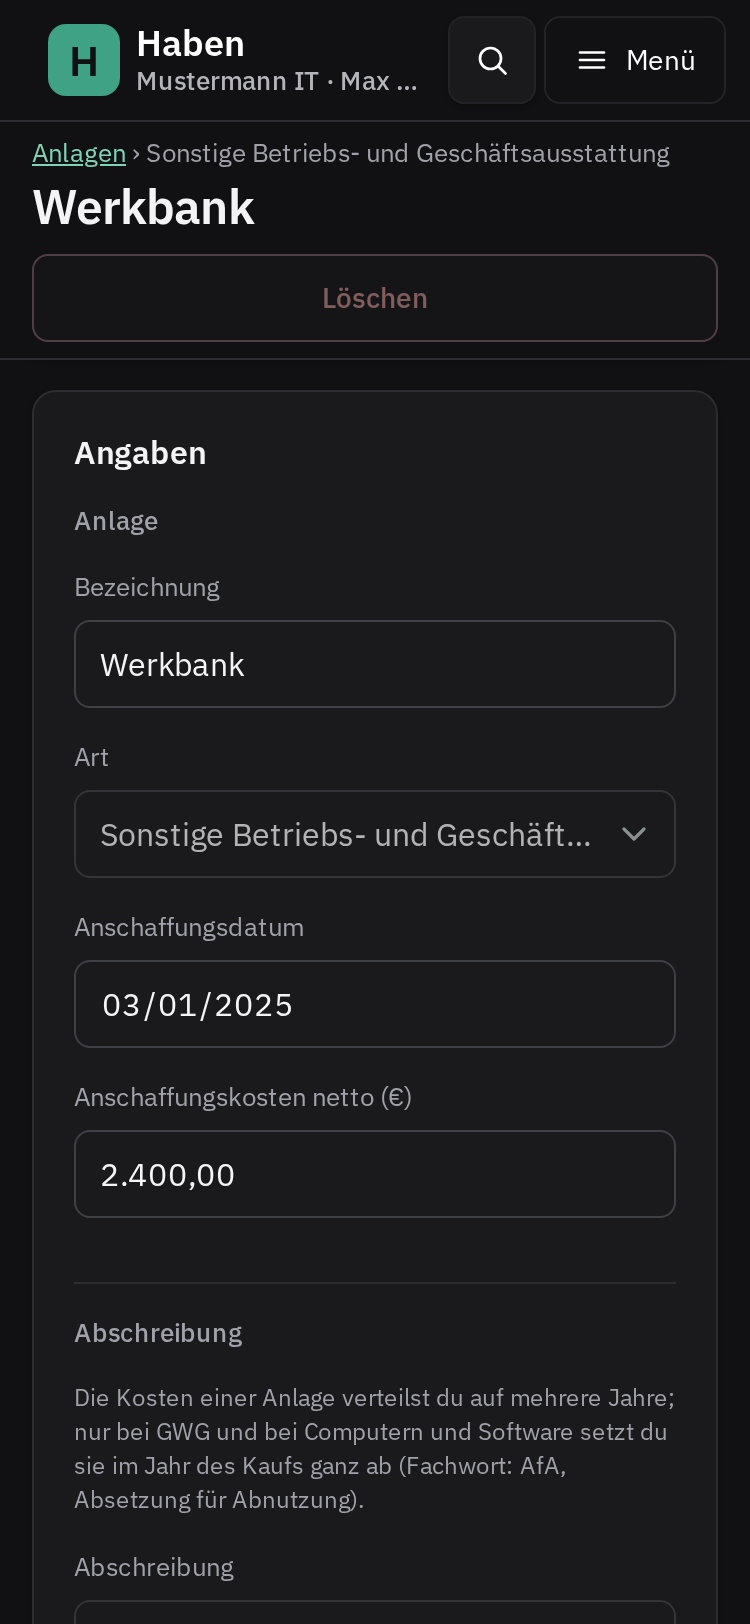 H
Haben
Mustermann IT · Max ...
Menü
Anlagen › Sonstige Betriebs- und Geschäftsausstattung
Werkbank
Löschen
Angaben
Anlage
Bezeichnung
Werkbank
Art
Sonstige Betriebs- und Geschäft...
Anschaffungsdatum
03/01/2025
Anschaffungskosten netto (€)
2.400,00
Abschreibung
Die Kosten einer Anlage verteilst du auf mehrere Jahre;
nur bei GWG und bei Computern und Software setzt du
sie im Jahr des Kaufs ganz ab (Fachwort: AfA,
Absetzung für Abnutzung).
Abschreibung